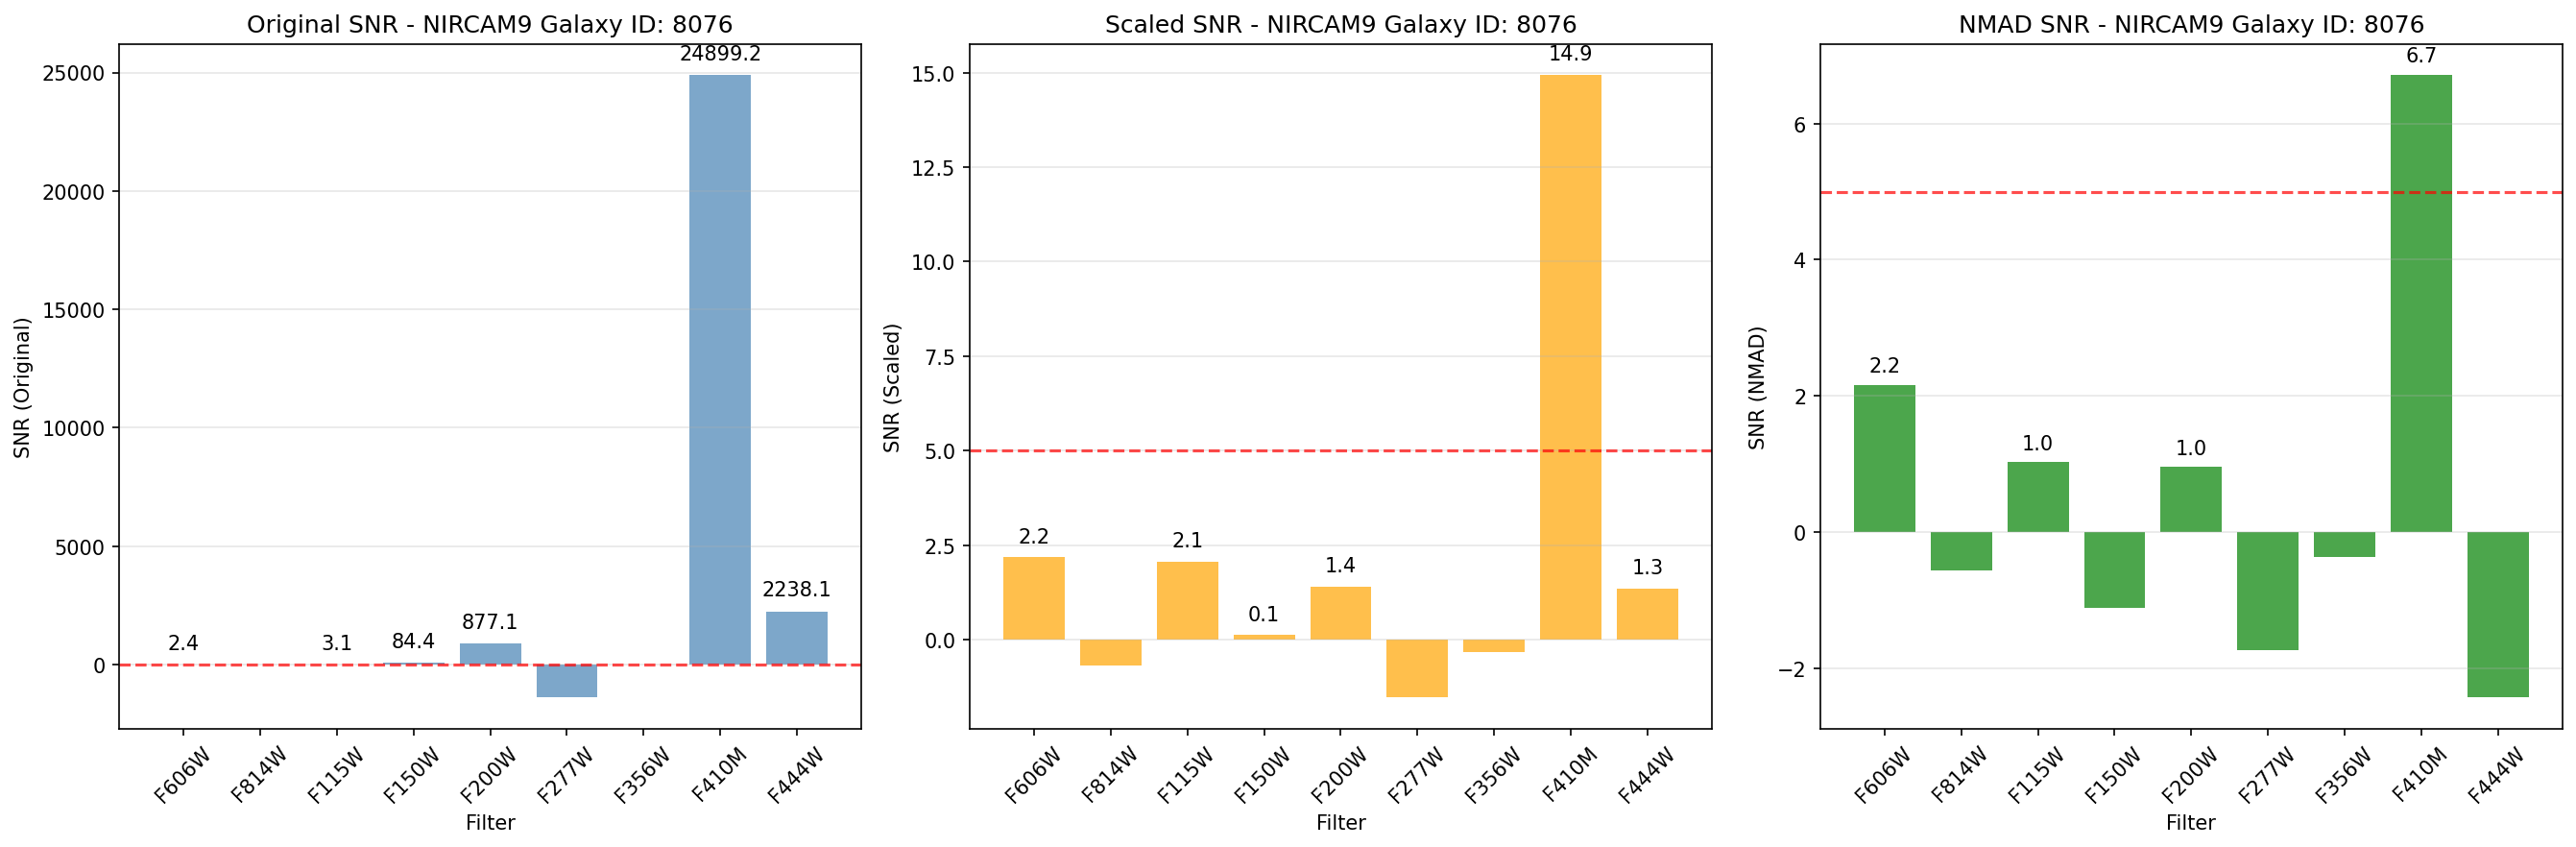 Original SNR - NIRCAM9 Galaxy ID: 8076
SNR (Original)
25000
20000
15000
10000
5000
0
2.4
3.1
84.4
877.1
24899.2
2238.1
F606W
F814W
F115W
F150W
F200W
F277W
F356W
F410M
F444W
Filter
Scaled SNR - NIRCAM9 Galaxy ID: 8076
SNR (Scaled)
15.0
12.5
10.0
7.5
5.0
2.5
0.0
2.2
2.1
0.1
1.4
14.9
1.3
F606W
F814W
F115W
F150W
F200W
F277W
F356W
F410M
F444W
Filter
NMAD SNR - NIRCAM9 Galaxy ID: 8076
SNR (NMAD)
6
4
2
0
−2
2.2
1.0
1.0
6.7
F606W
F814W
F115W
F150W
F200W
F277W
F356W
F410M
F444W
Filter